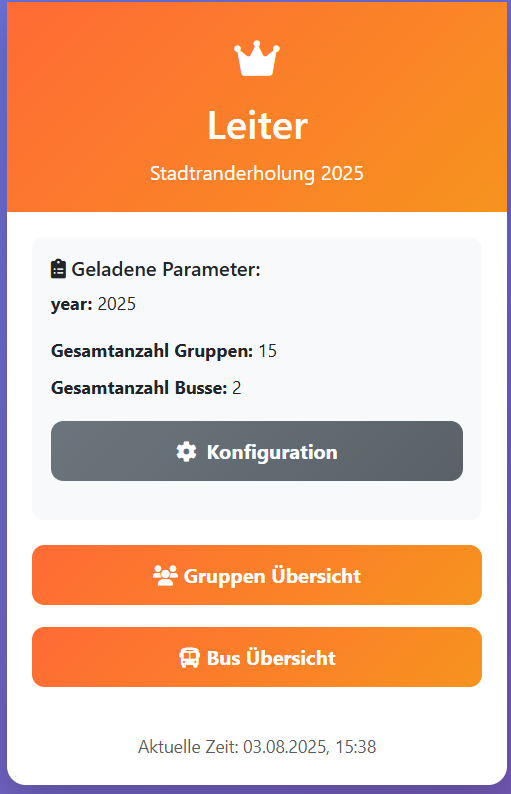 Leiter
Stadtranderholung 2025
Geladene Parameter:
year: 2025
Gesamtanzahl Gruppen: 15
Gesamtanzahl Busse: 2
Konfiguration
Gruppen Übersicht
Bus Übersicht
Aktuelle Zeit: 03.08.2025, 15:38